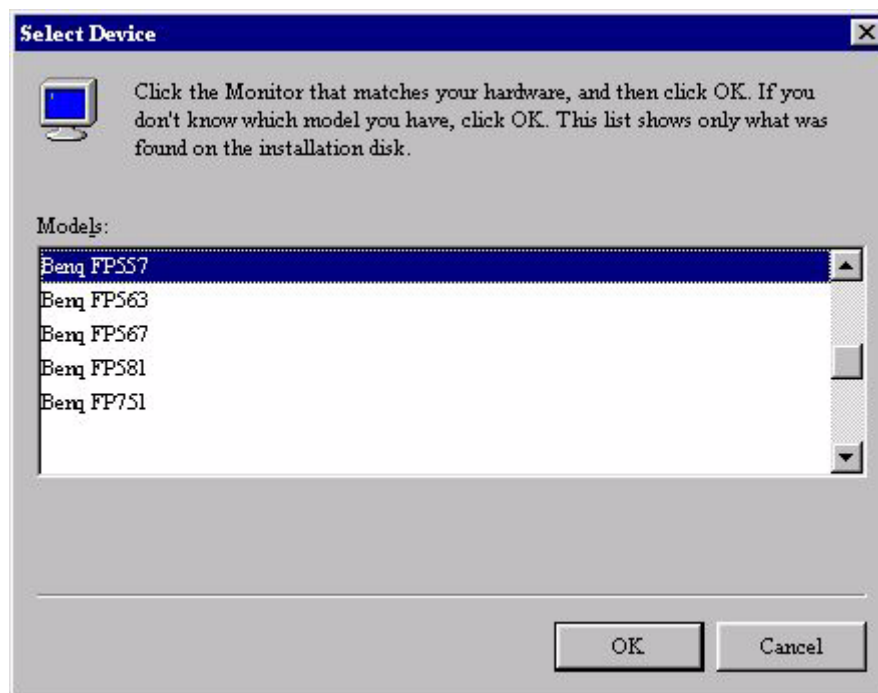 Select Device
Click the Monitor that matches your hardware, and then click OK. If you
don't know which model you have, click OK. This list shows only what was
found on the installation disk.
Models:
Benq FP557
Benq FP563
Benq FP567
Benq FP581
Benq FP751
OK
Cancel